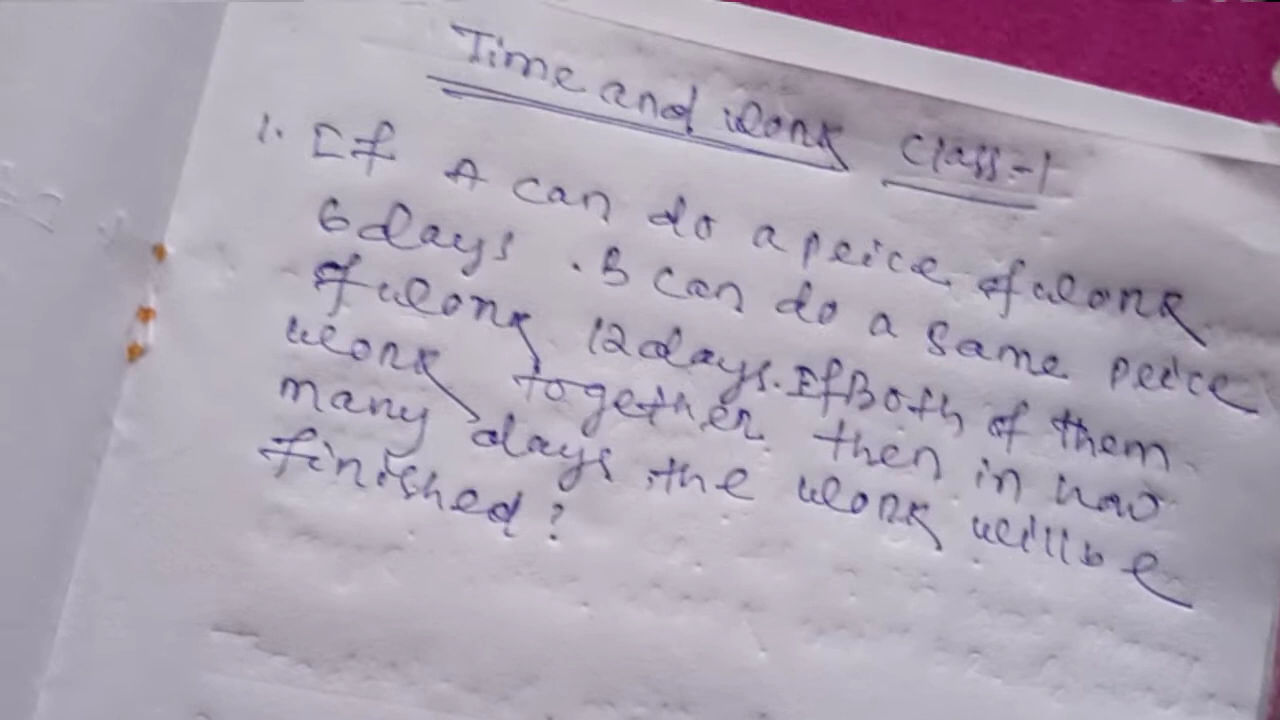 Time and work Class-1
1. If A can do a peice of work
6 days . B can do a same peice
of work 12 days. If Both of them
work together then in how
many days the work will be
finished?